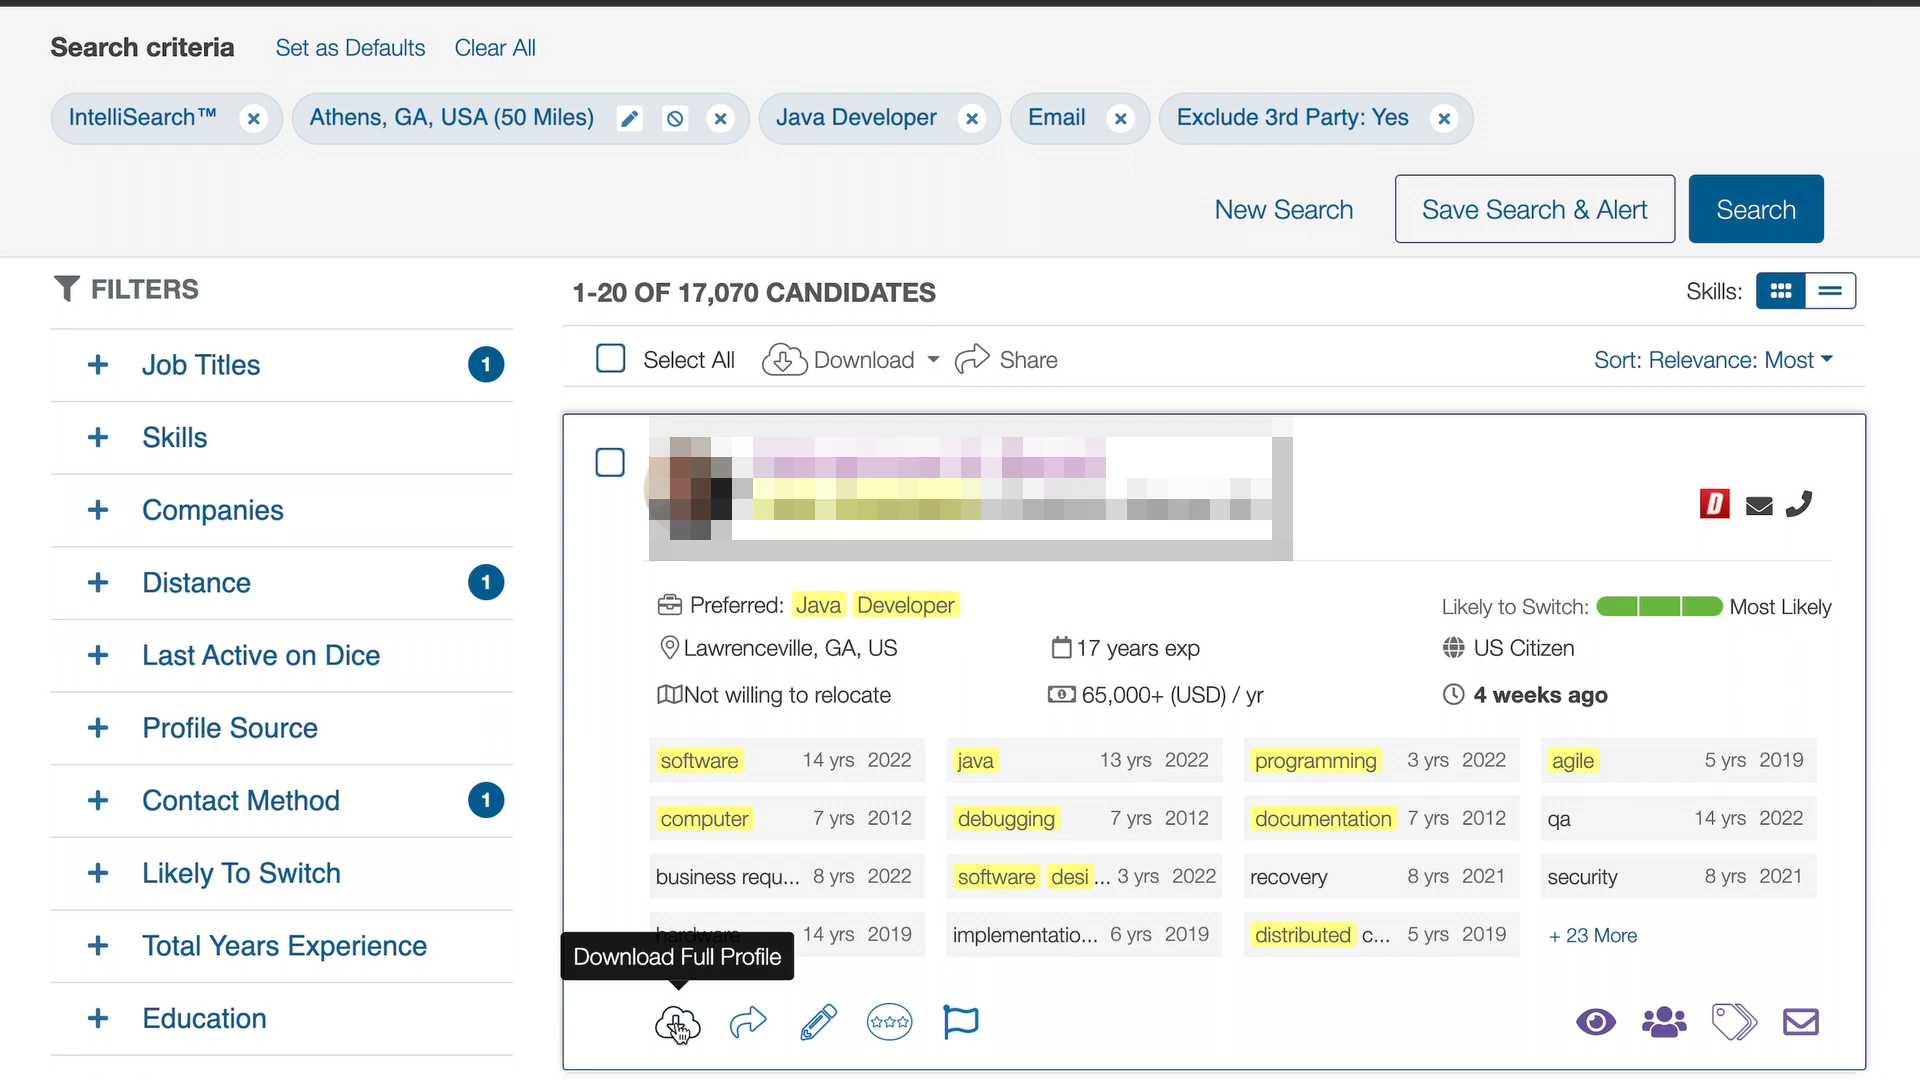 Search criteria Set as Defaults Clear All
IntelliSearch™ Athens, GA, USA (50 Miles) Java Developer Email Exclude 3rd Party: Yes
New Search Save Search & Alert Search
FILTERS
Job Titles 1
Skills
Companies
Distance 1
Last Active on Dice
Profile Source
Contact Method 1
Likely To Switch
Total Years Experience
Education
1-20 OF 17,070 CANDIDATES Skills:
Select All Download Share Sort: Relevance: Most
D
Preferred: Java Developer Likely to Switch: Most Likely
Lawrenceville, GA, US 17 years exp US Citizen
Not willing to relocate 65,000+ (USD) / yr 4 weeks ago
software 14 yrs 2022 java 13 yrs 2022 programming 3 yrs 2022 agile 5 yrs 2019
computer 7 yrs 2012 debugging 7 yrs 2012 documentation 7 yrs 2012 qa 14 yrs 2022
business requ... 8 yrs 2022 software desi ... 3 yrs 2022 recovery 8 yrs 2021 security 8 yrs 2021
hardware 14 yrs 2019 implementatio... 6 yrs 2019 distributed c... 5 yrs 2019 + 23 More
Download Full Profile